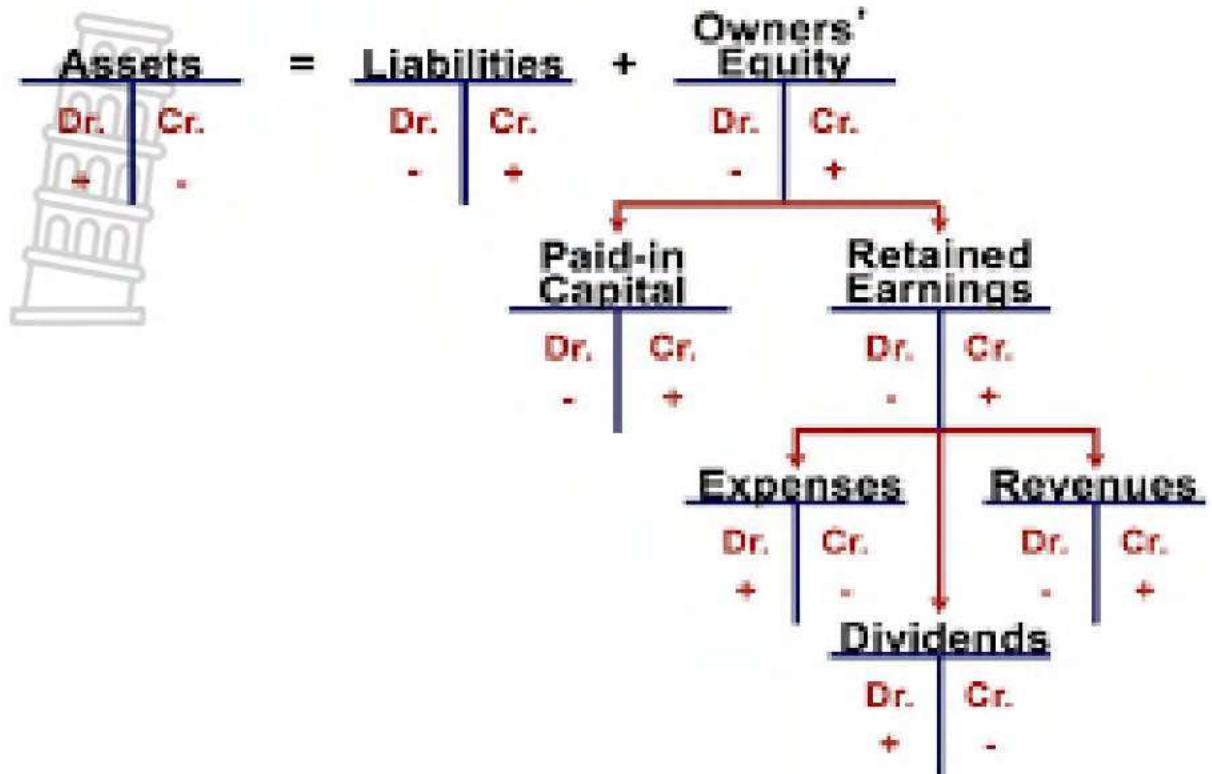 Owners'
Assets = Liabilities + Equity
Dr. Cr. Dr. Cr. Dr. Cr.
+ - - + - +
Paid-in Retained
Capital Earnings
Dr. Cr. Dr. Cr.
- + - +
Expenses Revenues
Dr. Cr. Dr. Cr.
+ - - +
Dividends
Dr. Cr.
+ -